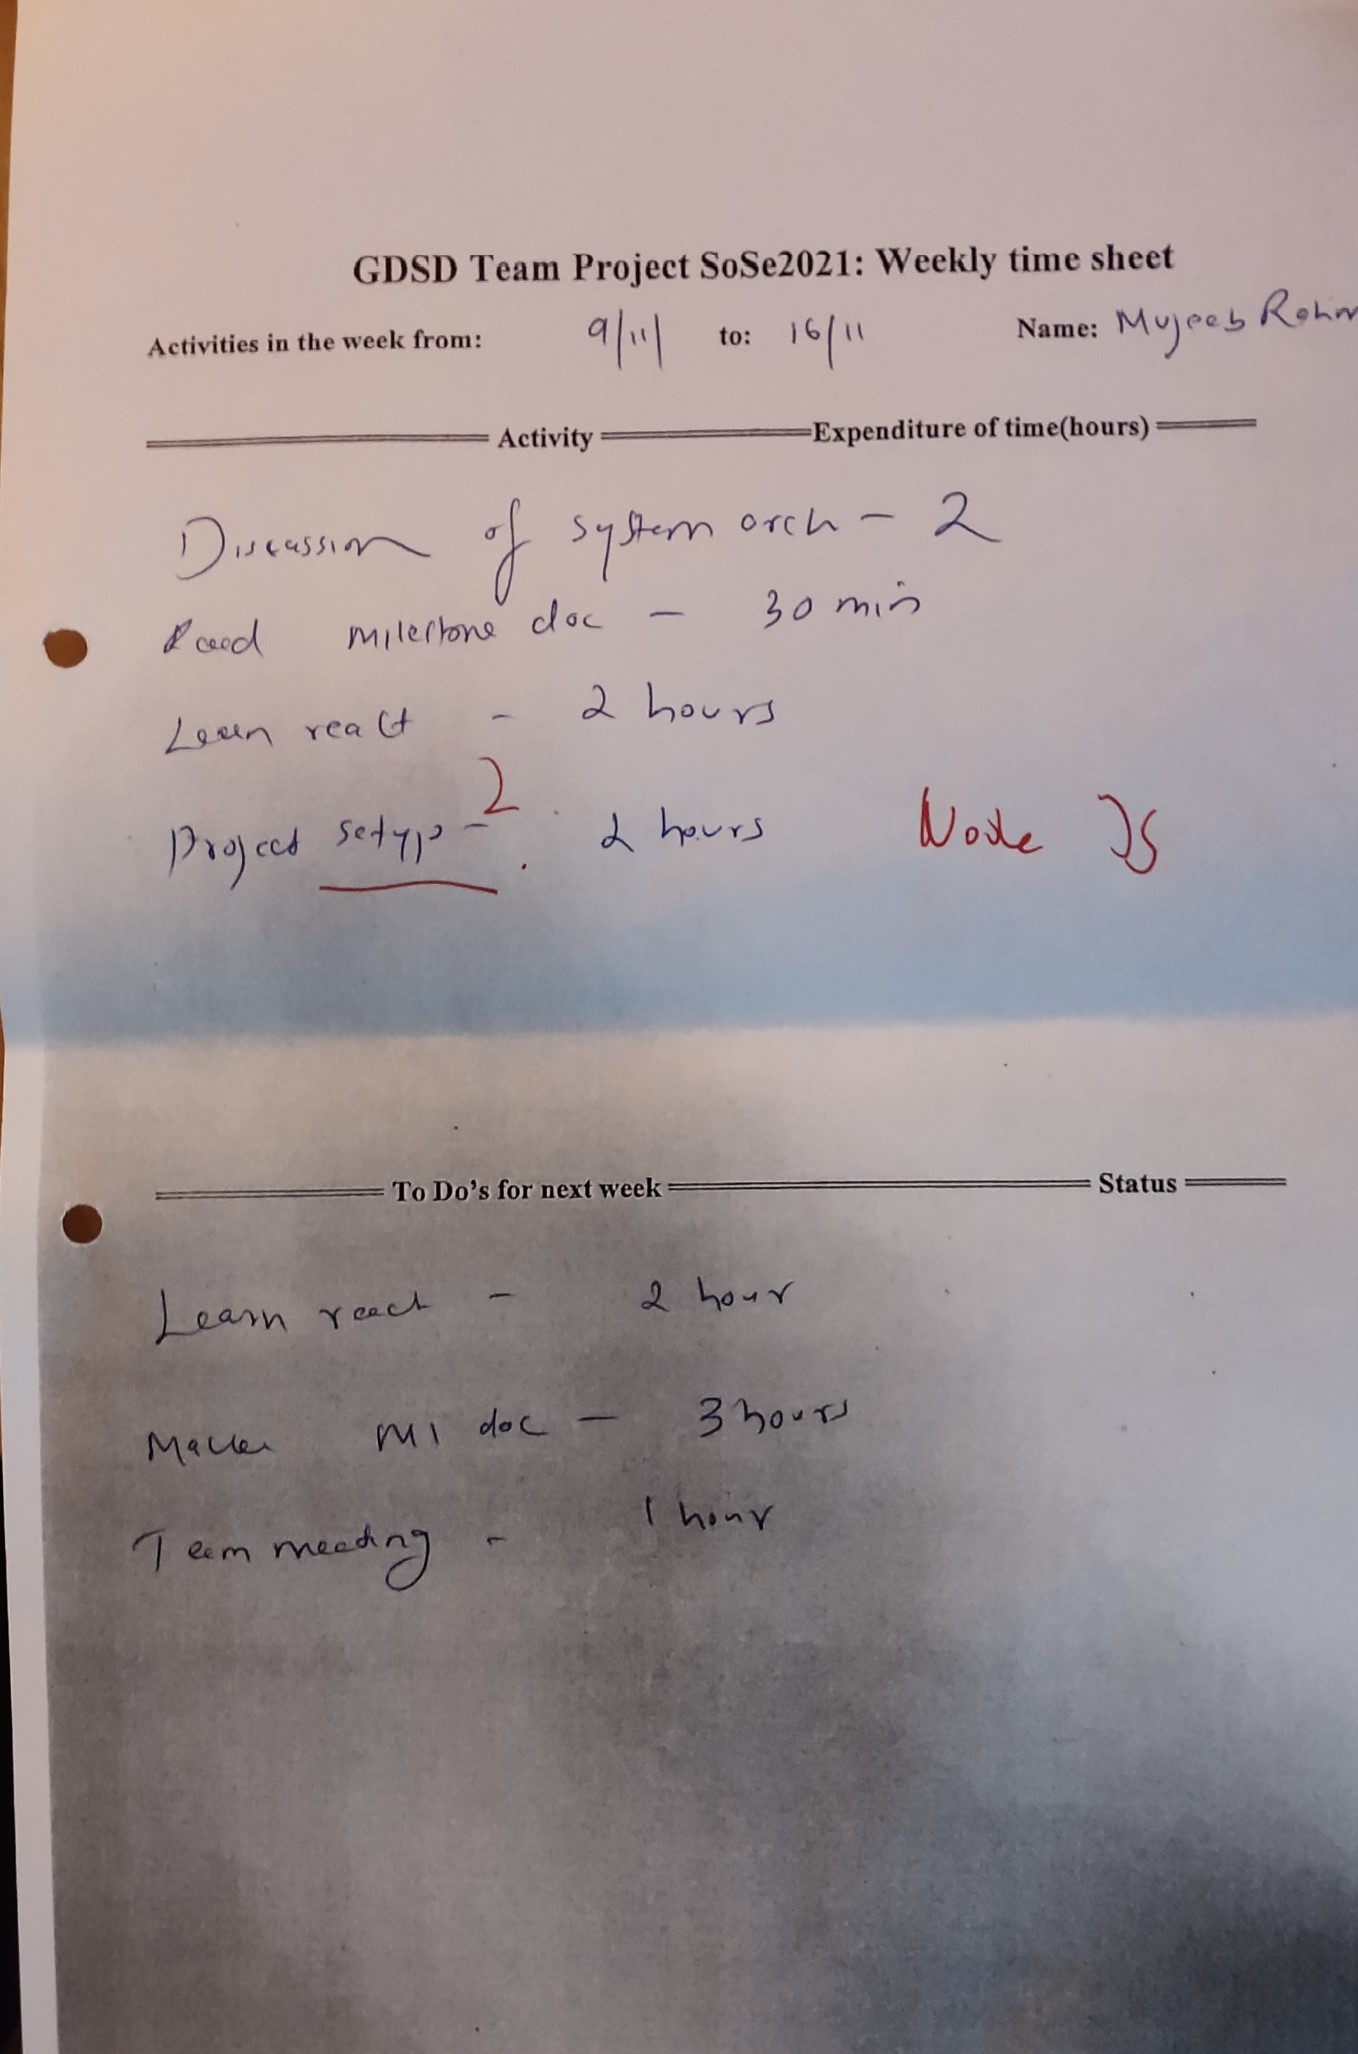 GDSD Team Project SoSe2021: Weekly time sheet
Activities in the week from: 9/11 to: 16/11 Name: Mujeeb
Activity Expenditure of time(hours)
Discussion of system arch - 2
Read milestone doc - 30 min
Learn react - 2 hours
Project setup - 2 2 hours Node JS
To Do's for next week Status
Learn react - 2 hour
M1 doc - 3 hours
Team meeting - 1 hour